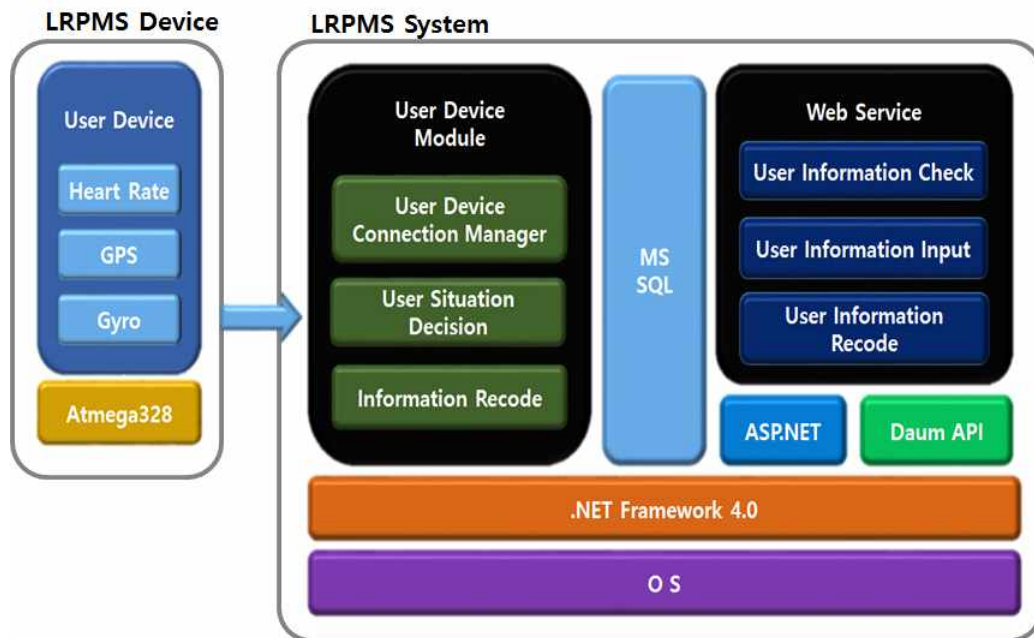 LRPMS Device
User Device
Heart Rate
GPS
Gyro
Atmega328
LRPMS System
User Device
Module
User Device
Connection Manager
User Situation
Decision
Information Recode
MS
SQL
Web Service
User Information Check
User Information Input
User Information
Recode
ASP.NET
Daum API
.NET Framework 4.0
O S